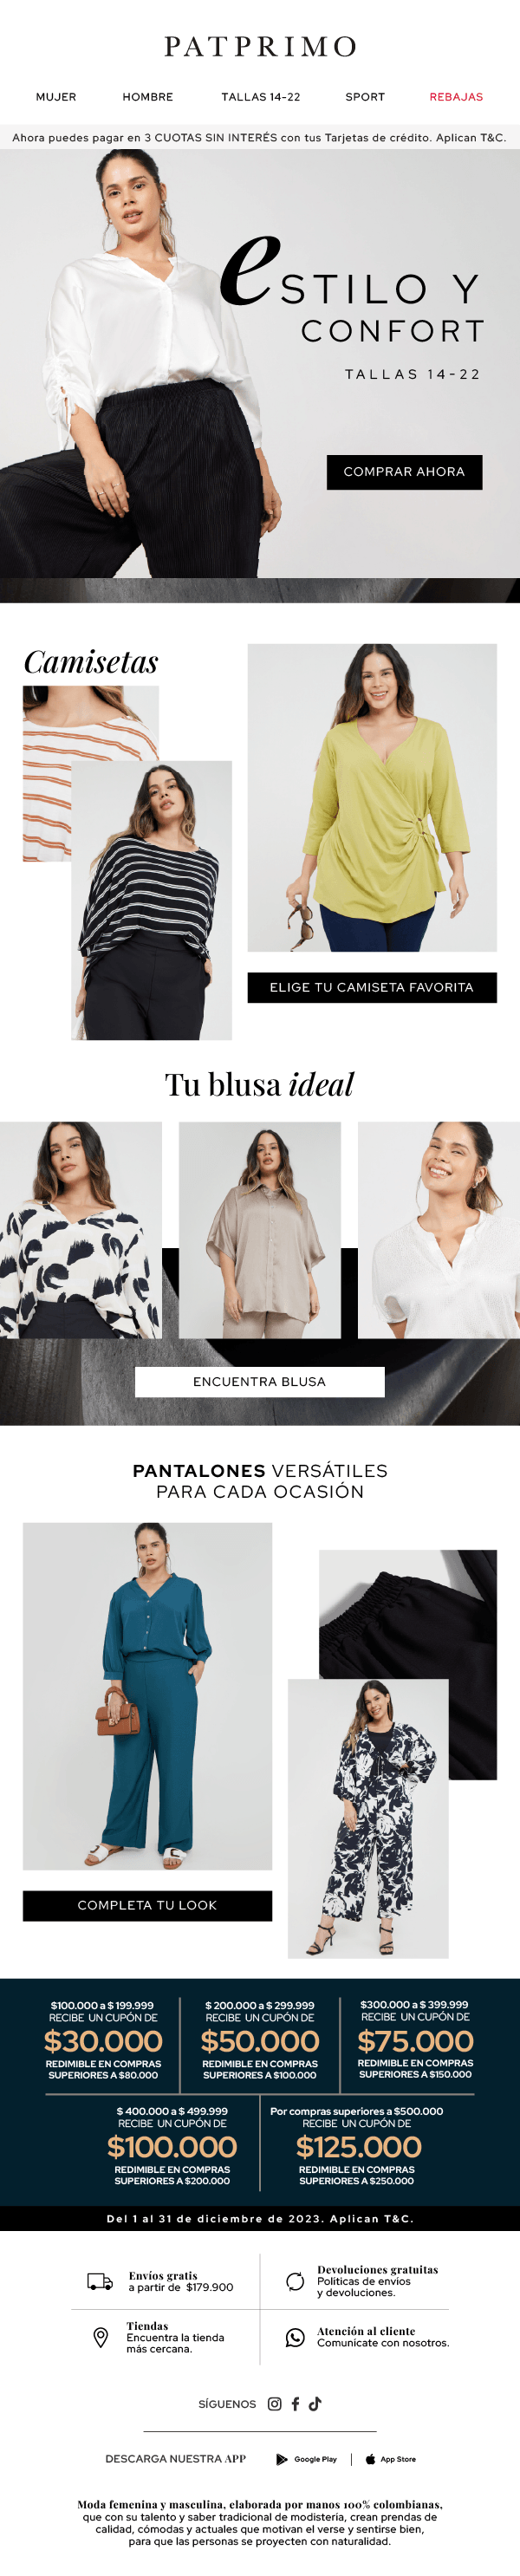 PATPRIMO
MUJER HOMBRE TALLAS 14-22 SPORT REBAJAS
Ahora puedes pagar en 3 CUOTAS SIN INTERÉS con tus Tarjetas de crédito. Aplican T&C.
eSTILO Y
CONFORT
TALLAS 14-22
COMPRAR AHORA
Camisetas
ELIGE TU CAMISETA FAVORITA
Tu blusa ideal
ENCUENTRA BLUSA
PANTALONES VERSÁTILES
PARA CADA OCASIÓN
COMPLETA TU LOOK
$100.000 a $ 199.999
RECIBE UN CUPÓN DE
$30.000
REDIMIBLE EN COMPRAS
SUPERIORES A $80.000
$ 200.000 a $ 299.999
RECIBE UN CUPÓN DE
$50.000
REDIMIBLE EN COMPRAS
SUPERIORES A $100.000
$300.000 a $ 399.999
RECIBE UN CUPÓN DE
$75.000
REDIMIBLE EN COMPRAS
SUPERIORES A $150.000
$ 400.000 a $ 499.999
RECIBE UN CUPÓN DE
$100.000
REDIMIBLE EN COMPRAS
SUPERIORES A $200.000
Por compras superiores a $500.000
RECIBE UN CUPÓN DE
$125.000
REDIMIBLE EN COMPRAS
SUPERIORES A $250.000
Del 1 al 31 de diciembre de 2023. Aplican T&C.
Envíos gratis
a partir de $179.900
Devoluciones gratuitas
Políticas de envíos
y devoluciones.
Tiendas
Encuentra la tienda
más cercana.
Atención al cliente
Comunicate con nosotros.
SÍGUENOS
DESCARGA NUESTRA APP Google Play | App Store
Moda femenina y masculina, elaborada por manos 100% colombianas,
que con su talento y saber tradicional de modistería, crean prendas de
calidad, cómodas y actuales que motivan el verse y sentirse bien,
para que las personas se proyecten con naturalidad.